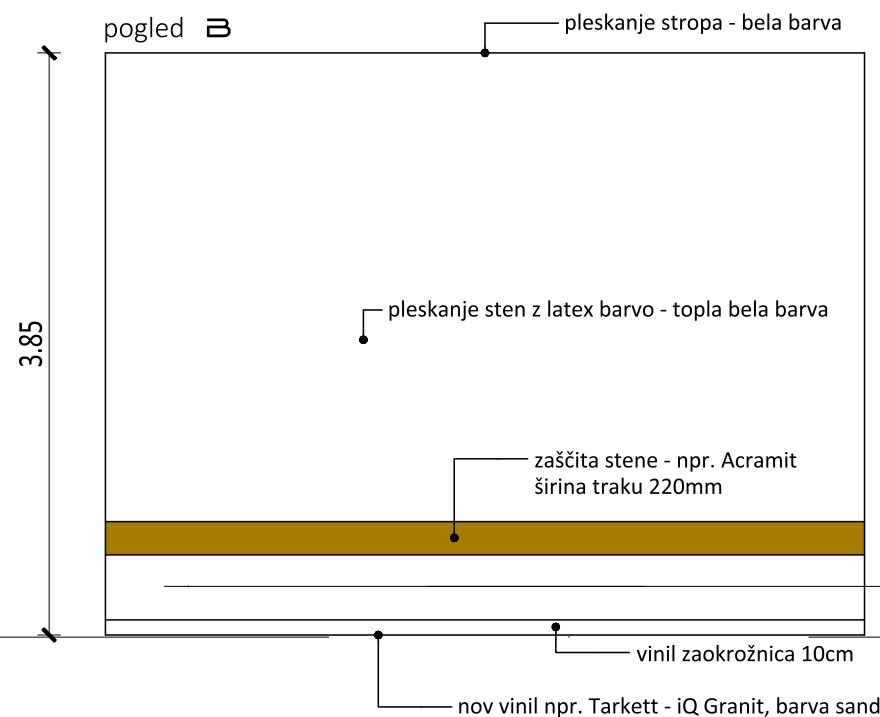 pogled B
pleskanje stropa - bela barva
3.85
pleskanje sten z latex barvo - topla bela barva
zaščita stene - npr. Acramit
širina traku 220mm
vinil zaokrožnica 10cm
nov vinil npr. Tarkett - iQ Granit, barva sand